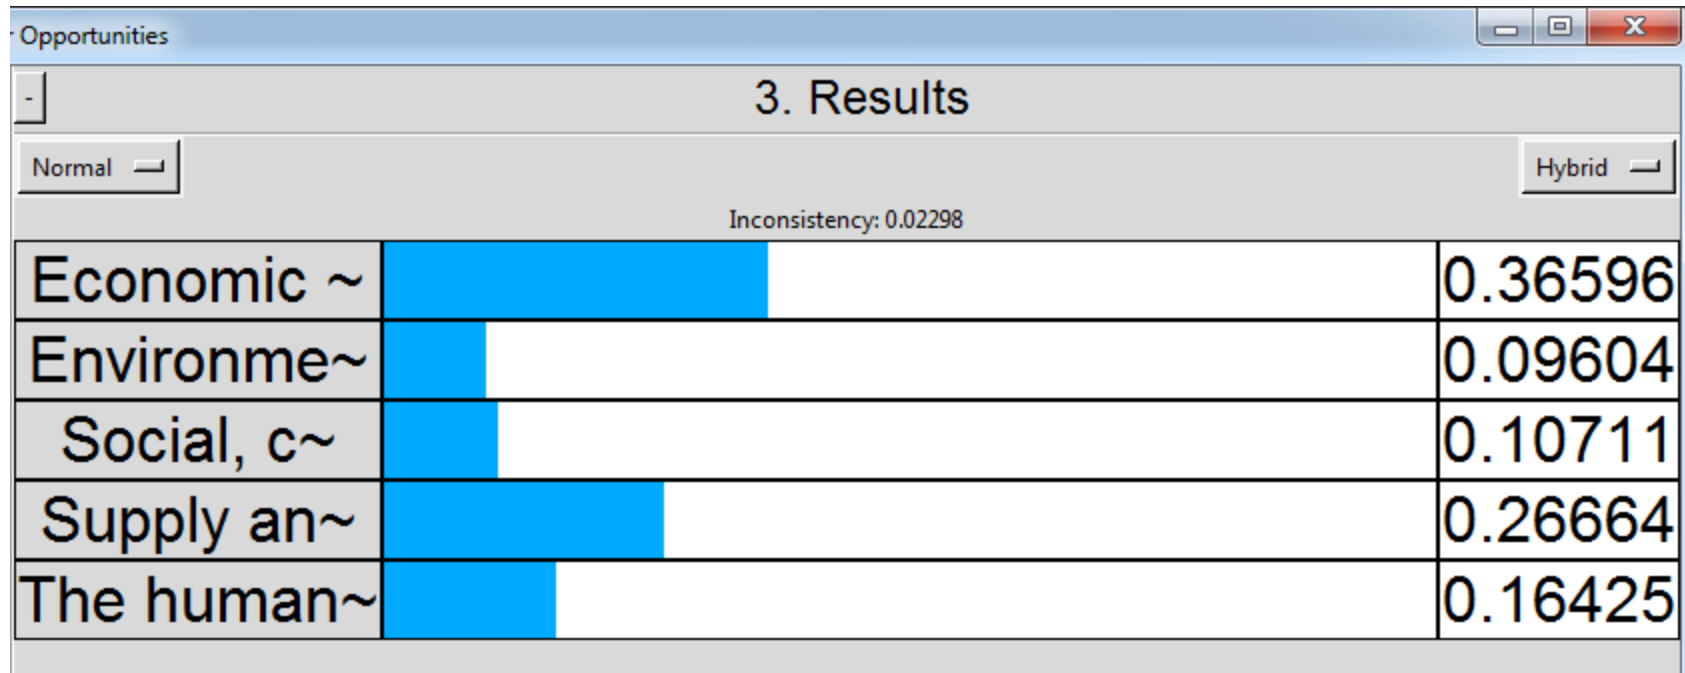 Opportunities
-
3. Results
Normal
Hybrid
Inconsistency: 0.02298
Economic ~ 0.36596
Environme~ 0.09604
Social, c~ 0.10711
Supply an~ 0.26664
The human~ 0.16425